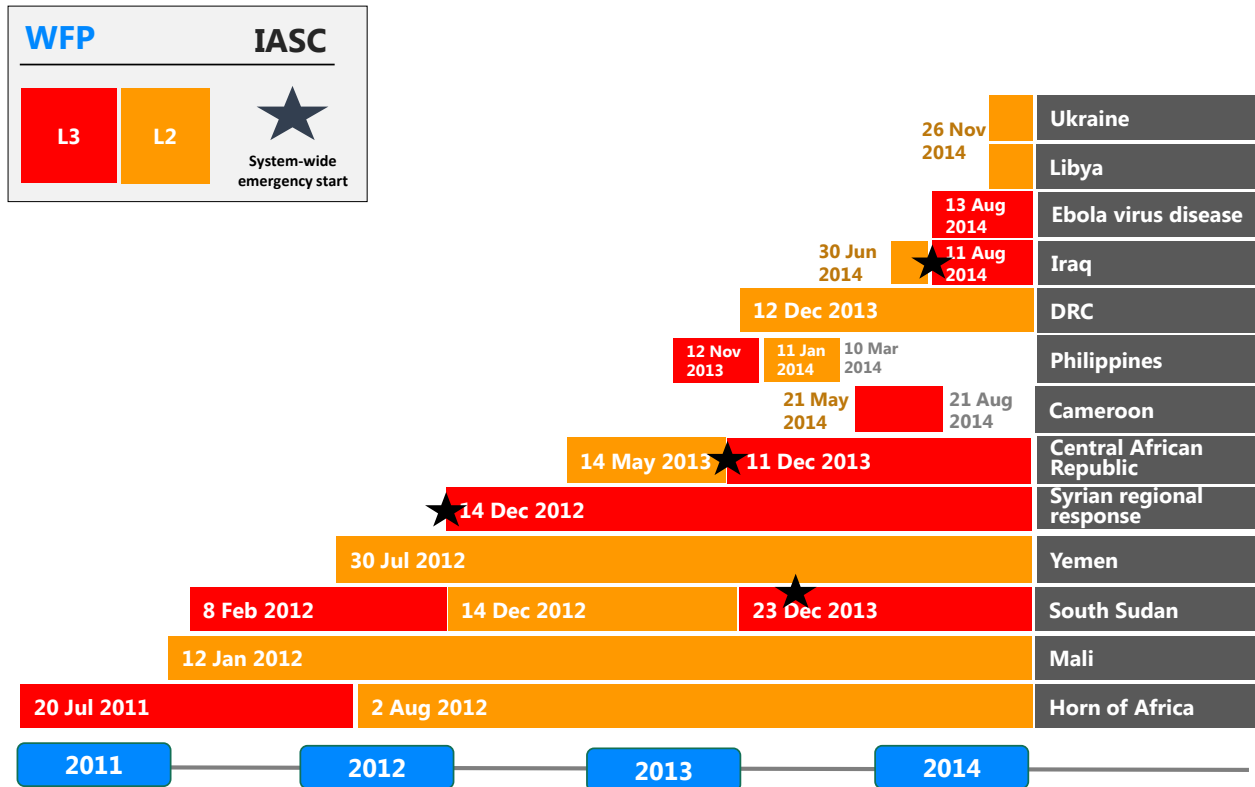 WFP IASC
L3 L2
System-wide
emergency start
26 Nov
2014
Ukraine
Libya
13 Aug
2014
Ebola virus disease
30 Jun
2014
11 Aug
2014
Iraq
12 Dec 2013
DRC
12 Nov
2013
11 Jan
2014
10 Mar
2014
Philippines
21 May
2014
21 Aug
2014
Cameroon
14 May 2013
11 Dec 2013
Central African
Republic
14 Dec 2012
Syrian regional
response
30 Jul 2012
Yemen
8 Feb 2012
14 Dec 2012
23 Dec 2013
South Sudan
12 Jan 2012
Mali
20 Jul 2011
2 Aug 2012
Horn of Africa
2011
2012
2013
2014